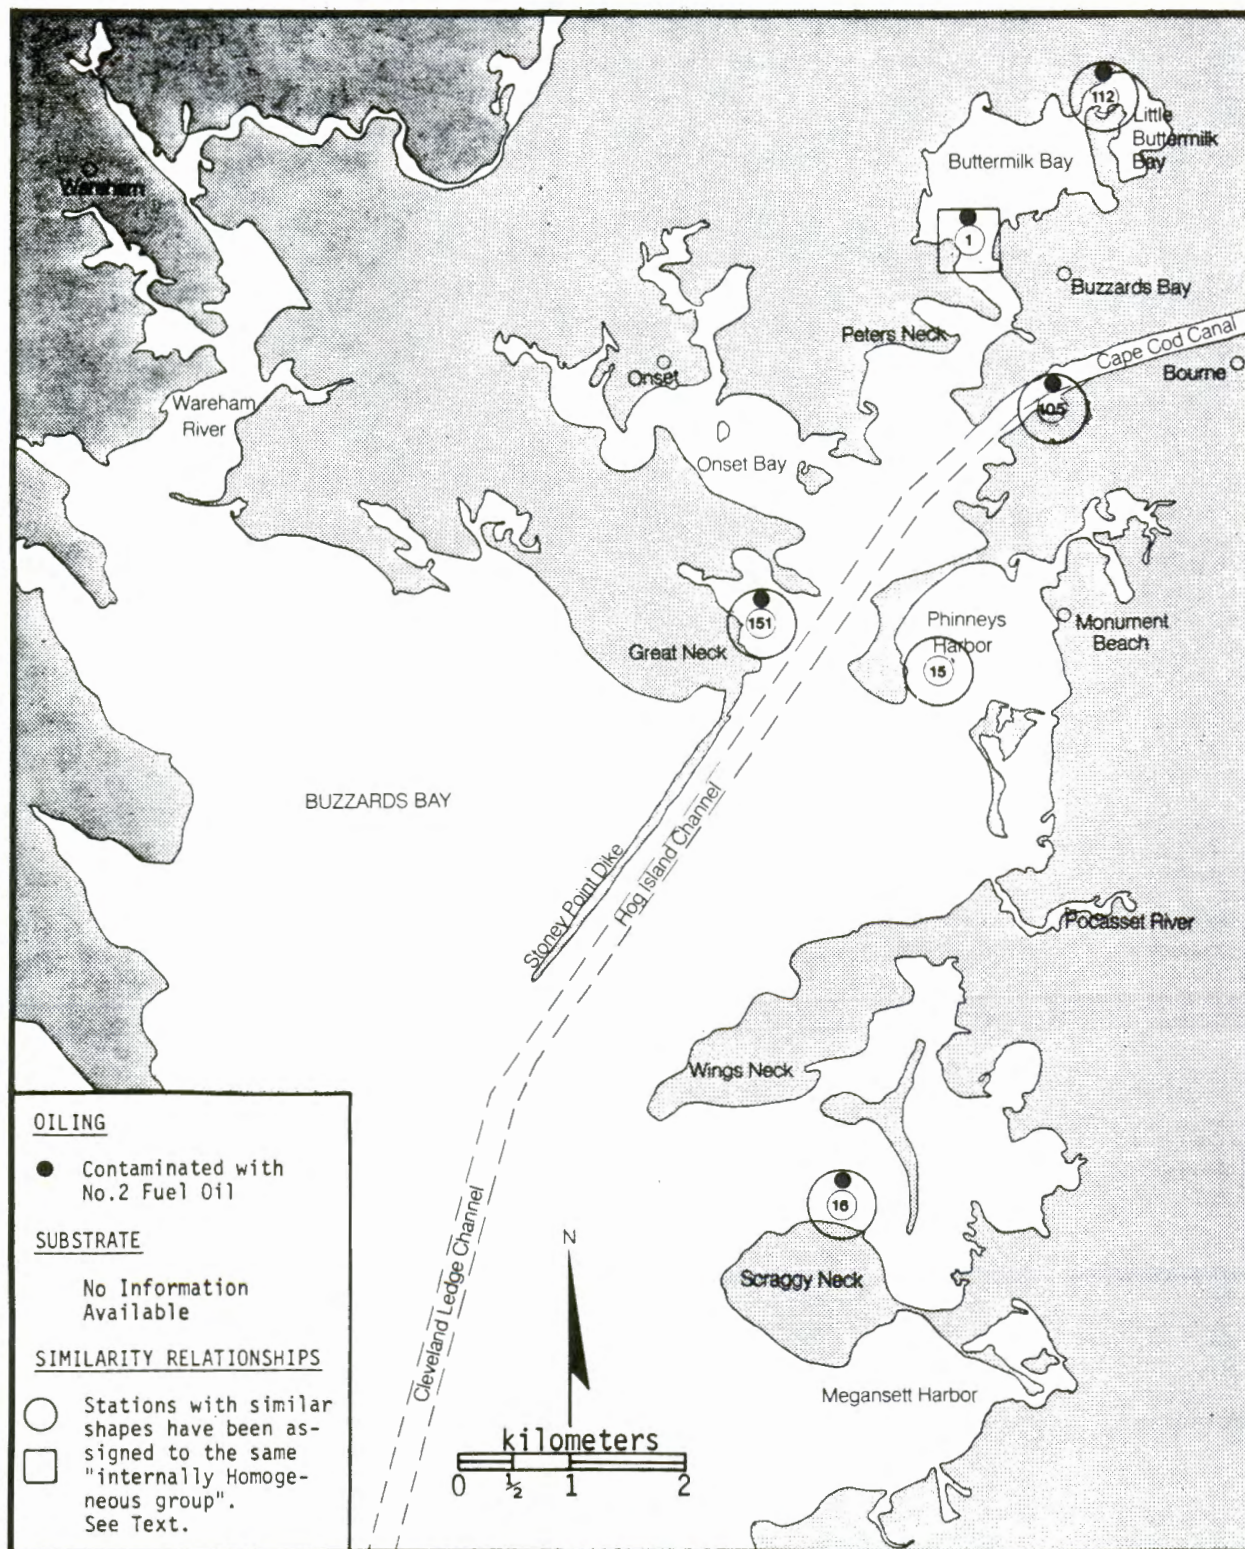 112
Little
Buttermilk
Bay
Buttermilk Bay
Wareham
1
Buzzards Bay
Peters Neck
Cape Cod Canal
Bourne
Onset
Wareham
River
105
Onset Bay
151
Phinneys
Harbor
Monument
Beach
Great Neck
15
BUZZARDS BAY
Stoney Point Dike
Hog Island Channel
Pocasset River
Wings Neck
OILING
Contaminated with
No.2 Fuel Oil
SUBSTRATE
No Information
Available
SIMILARITY RELATIONSHIPS
Stations with similar
shapes have been as-
signed to the same
"internally Homoge-
neous group".
See Text.
Cleveland Ledge Channel
16
N
Scraggy Neck
Megansett Harbor
kilometers
0 ½ 1 2